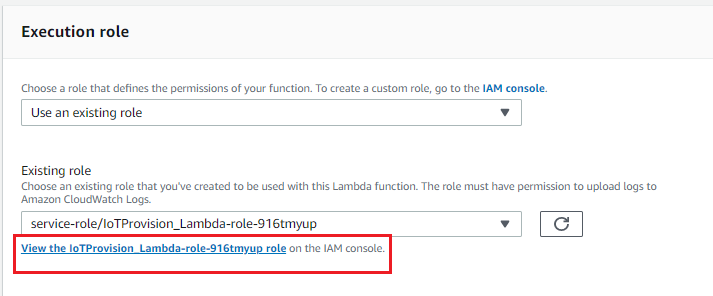 Execution role
Choose a role that defines the permissions of your function. To create a custom role, go to the IAM console.
Use an existing role
Existing role
Choose an existing role that you've created to be used with this Lambda function. The role must have permission to upload logs to
Amazon CloudWatch Logs.
service-role/IoTProvision_Lambda-role-916tmyup
View the IoTProvision_Lambda-role-916tmyup role on the IAM console.